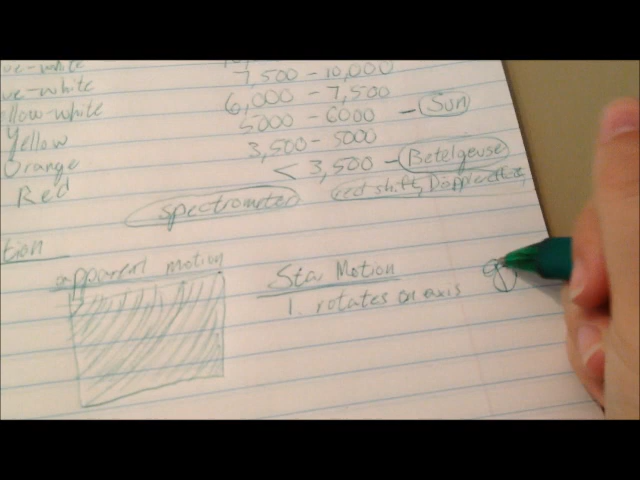 7,500 - 10,000
6,000 - 7,500
Yellow 5000 - 6000 - Sun
Orange 3,500 - 5000
Red < 3,500 - Betelgeuse
spectrometer red shift, Doppler effect,
apparent motion
Star Motion
1. rotates on axis